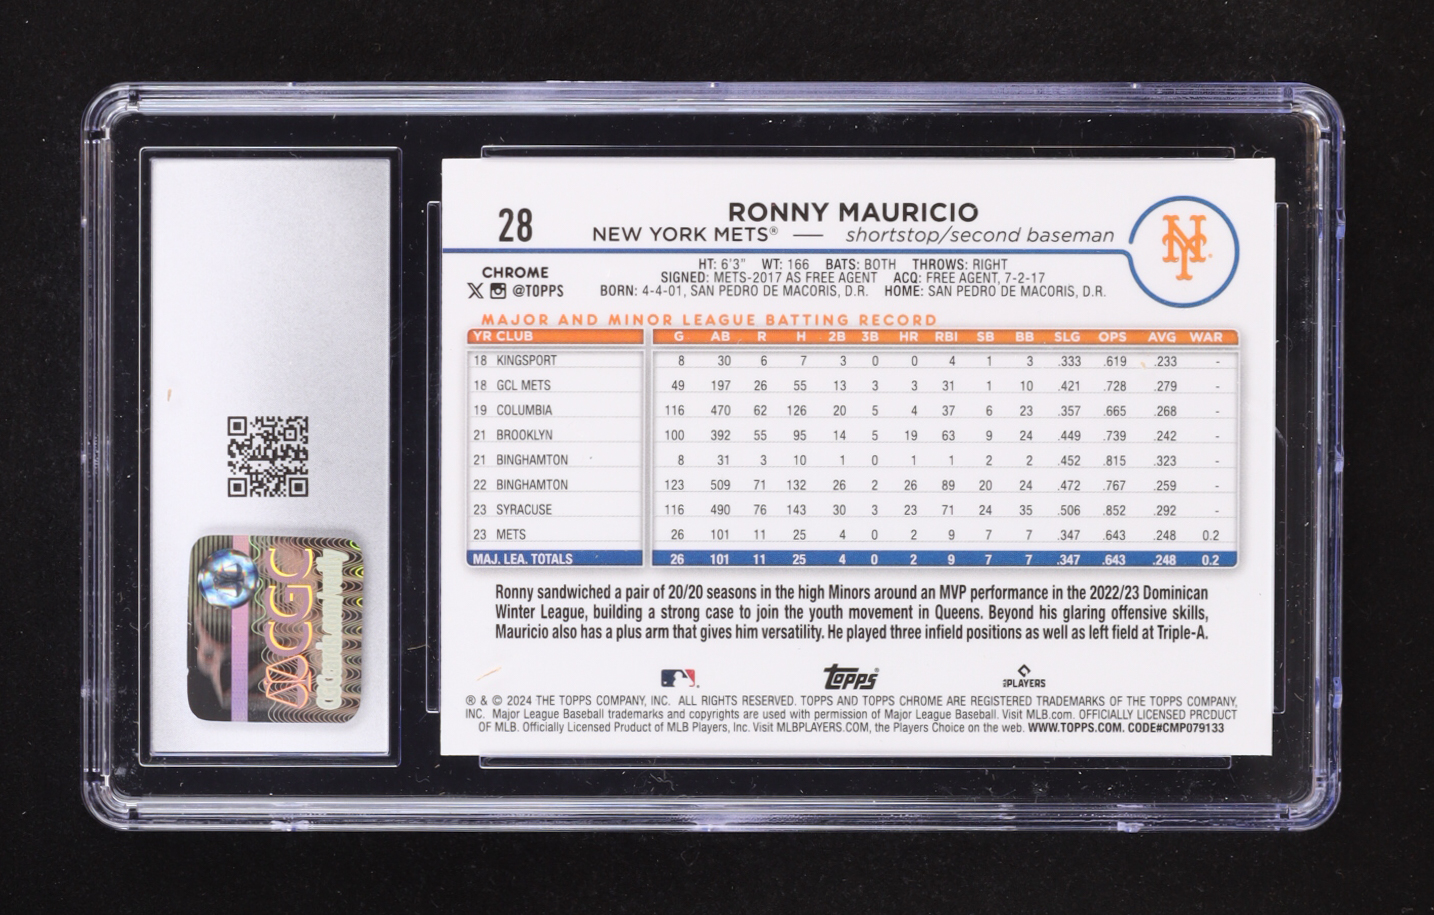 28
RONNY MAURICIO
NEW YORK METS® — shortstop/second baseman
CHROME
@TOPPS
HT: 6'3" WT: 166 BATS: BOTH THROWS: RIGHT
SIGNED: METS-2017 AS FREE AGENT ACQ: FREE AGENT, 7-2-17
BORN: 4-4-01, SAN PEDRO DE MACORIS, D.R. HOME: SAN PEDRO DE MACORIS, D.R.
MAJOR AND MINOR LEAGUE BATTING RECORD
YR CLUB G AB R H 2B 3B HR RBI SB BB SLG OPS AVG WAR
18 KINGSPORT 8 30 6 7 3 0 0 4 1 3 .333 .619 .233 -
18 GCL METS 49 197 26 55 13 3 3 31 1 10 .421 .728 .279 -
19 COLUMBIA 116 470 62 126 20 5 4 37 6 23 .357 .665 .268 -
21 BROOKLYN 100 392 55 95 14 5 19 63 9 24 .449 .739 .242 -
21 BINGHAMTON 8 31 3 10 1 0 1 1 2 2 .452 .815 .323 -
22 BINGHAMTON 123 509 71 132 26 2 26 89 20 24 .472 .767 .259 -
23 SYRACUSE 116 490 76 143 30 3 23 71 24 35 .506 .852 .292 -
23 METS 26 101 11 25 4 0 2 9 7 7 .347 .643 .248 0.2
MAJ. LEA. TOTALS 26 101 11 25 4 0 2 9 7 7 .347 .643 .248 0.2
Ronny sandwiched a pair of 20/20 seasons in the high Minors around an MVP performance in the 2022/23 Dominican
Winter League, building a strong case to join the youth movement in Queens. Beyond his glaring offensive skills,
Mauricio also has a plus arm that gives him versatility. He played three infield positions as well as left field at Triple-A.
Topps®
PLAYERS
® & © 2024 THE TOPPS COMPANY, INC. ALL RIGHTS RESERVED. TOPPS AND TOPPS CHROME ARE REGISTERED TRADEMARKS OF THE TOPPS COMPANY,
INC. Major League Baseball trademarks and copyrights are used with permission of Major League Baseball. Visit MLB.com. OFFICIALLY LICENSED PRODUCT
OF MLB. Officially Licensed Product of MLB Players, Inc. Visit MLBPLAYERS.COM, the Players Choice on the web. WWW.TOPPS.COM. CODE#CMP079133
CGC